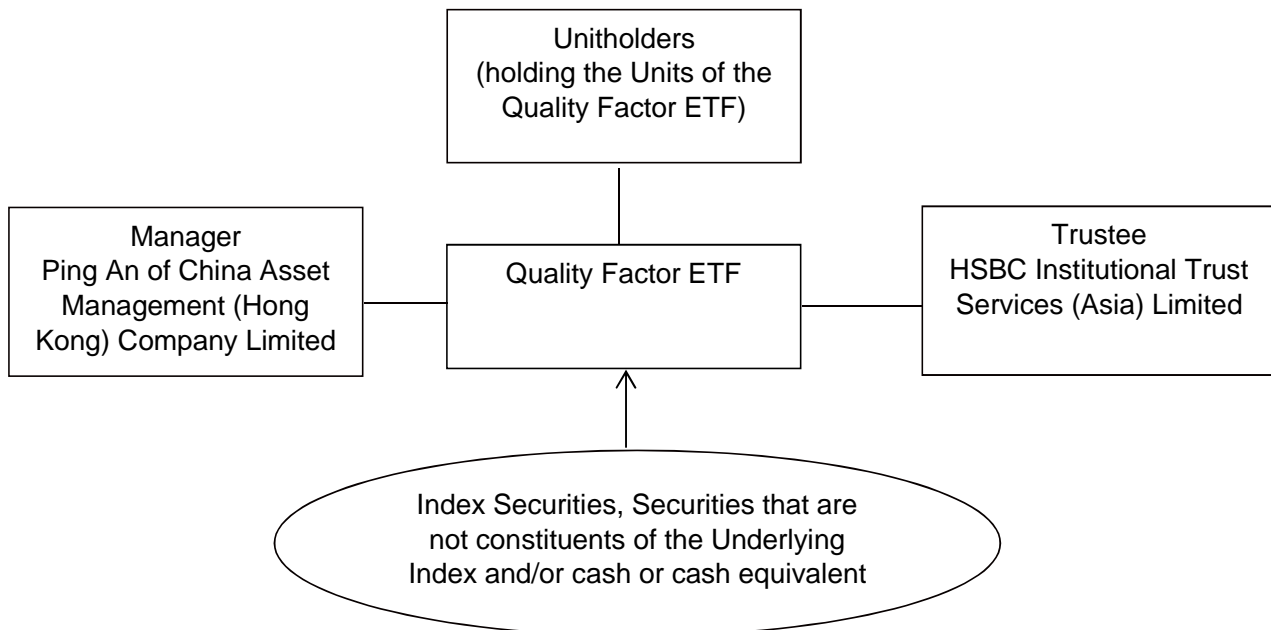 Unitholders
(holding the Units of the
Quality Factor ETF)
Manager
Ping An of China Asset
Management (Hong
Kong) Company Limited
Quality Factor ETF
Trustee
HSBC Institutional Trust
Services (Asia) Limited
Index Securities, Securities that are
not constituents of the Underlying
Index and/or cash or cash equivalent